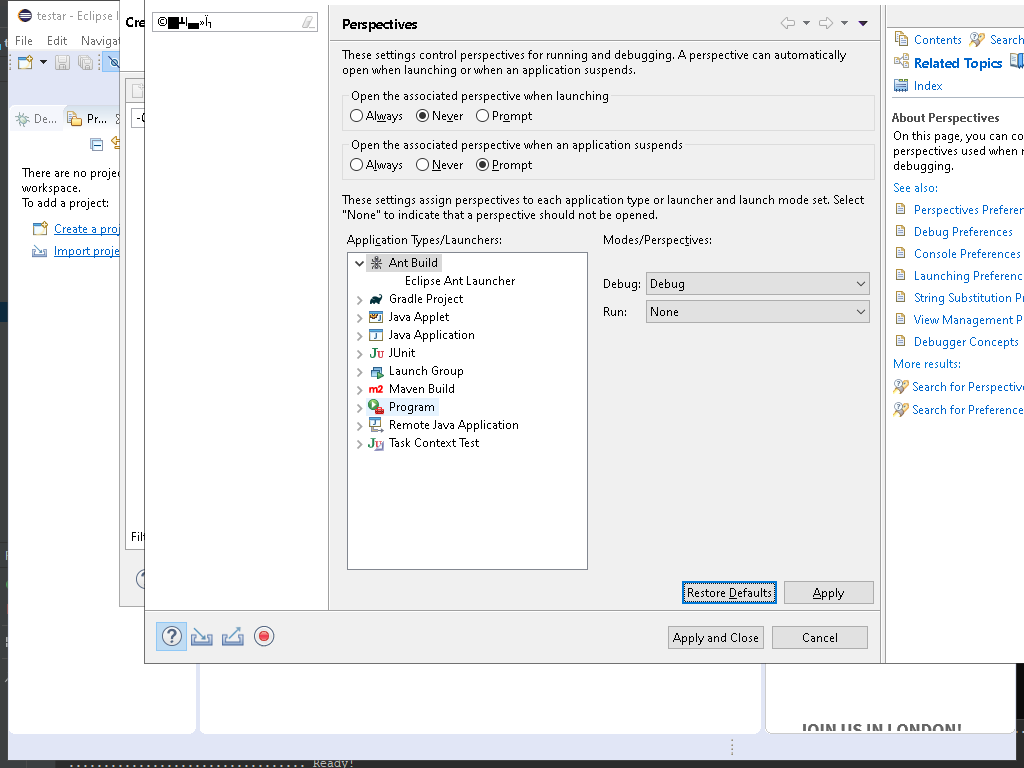 testar - Eclipse I
File Edit Navigat
De...
Pr...
There are no projec
workspace.
To add a project:
Create a proj
Import proje
Cre
Filt
Perspectives
These settings control perspectives for running and debugging. A perspective can automatically
open when launching or when an application suspends.
Open the associated perspective when launching
Always Never Prompt
Open the associated perspective when an application suspends
Always Never Prompt
These settings assign perspectives to each application type or launcher and launch mode set. Select
"None" to indicate that a perspective should not be opened.
Application Types/Launchers:
Ant Build
Eclipse Ant Launcher
Gradle Project
Java Applet
Java Application
JUnit
Launch Group
Maven Build
Program
Remote Java Application
Task Context Test
Modes/Perspectives:
Debug: Debug
Run: None
Restore Defaults Apply
Apply and Close Cancel
Contents Search
Related Topics
Index
About Perspectives
On this page, you can co
perspectives used when r
debugging.
See also:
Perspectives Preferen
Debug Preferences
Console Preferences
Launching Preferenc
String Substitution Pr
View Management P
Debugger Concepts
More results:
Search for Perspective
Search for Preference
JOIN US IN LONDON!
Ready!